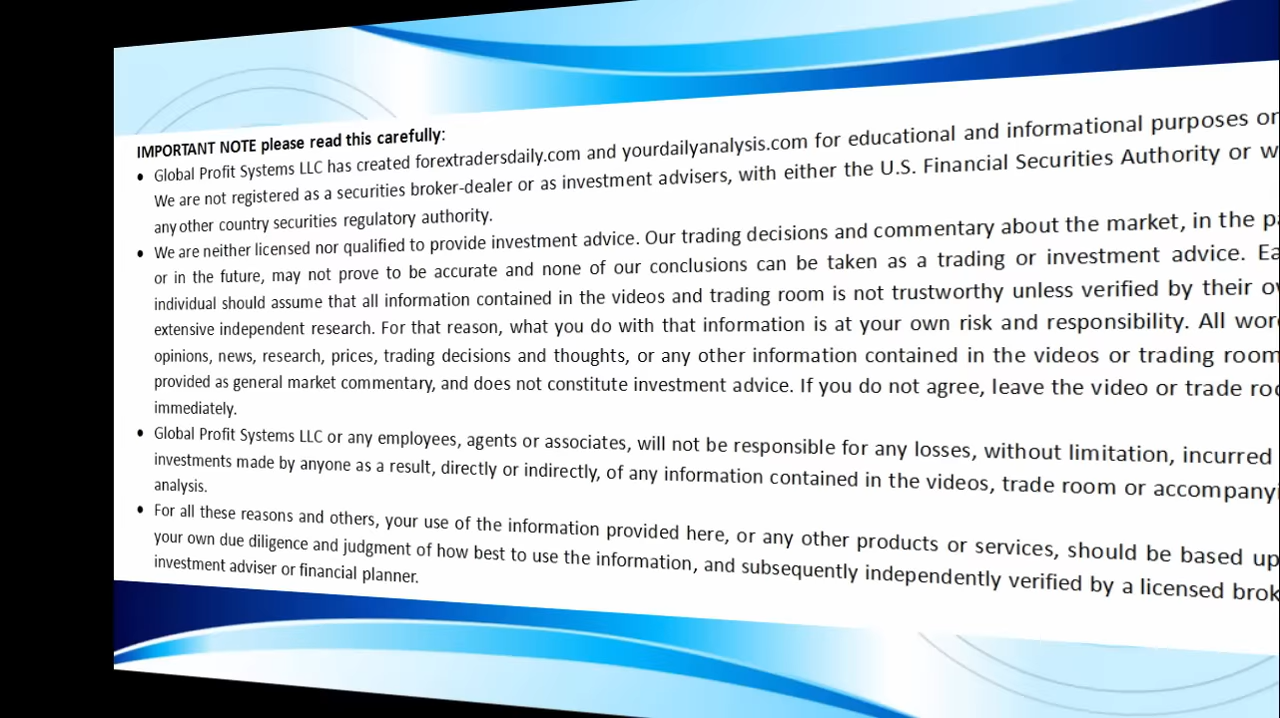 IMPORTANT NOTE please read this carefully:
• Global Profit Systems LLC has created forextradersdaily.com and yourdailyanalysis.com for educational and informational purposes
We are not registered as a securities broker-dealer or as investment advisers, with either the U.S. Financial Securities Authority or
any other country securities regulatory authority.
• We are neither licensed nor qualified to provide investment advice. Our trading decisions and commentary about the market, in the
or in the future, may not prove to be accurate and none of our conclusions can be taken as a trading or investment advice.
individual should assume that all information contained in the videos and trading room is not trustworthy unless verified by their
extensive independent research. For that reason, what you do with that information is at your own risk and responsibility. All
opinions, news, research, prices, trading decisions and thoughts, or any other information contained in the videos or trading room
provided as general market commentary, and does not constitute investment advice. If you do not agree, leave the video or trade
immediately.
• Global Profit Systems LLC or any employees, agents or associates, will not be responsible for any losses, without limitation, incurred
investments made by anyone as a result, directly or indirectly, of any information contained in the videos, trade room or
analysis.
• For all these reasons and others, your use of the information provided here, or any other products or services, should be based
your own due diligence and judgment of how best to use the information, and subsequently independently verified by a licensed
investment adviser or financial planner.